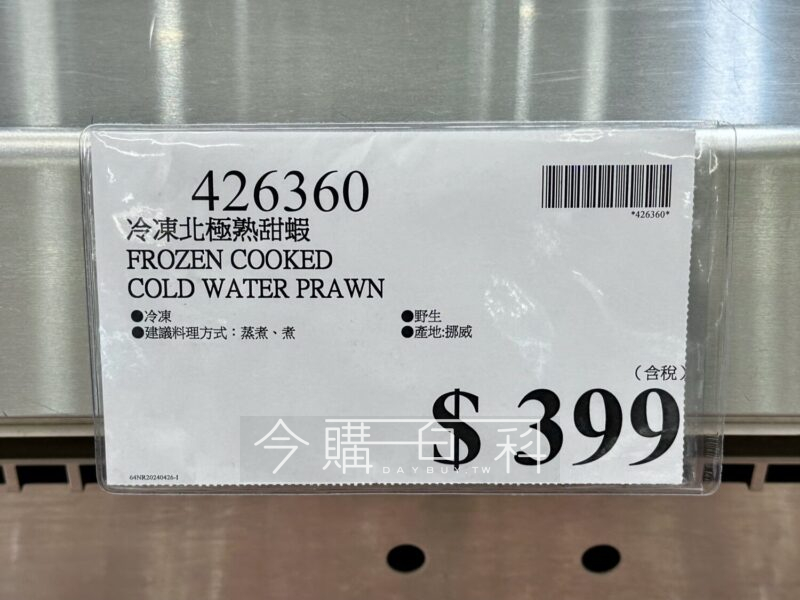 426360
*426360*
冷凍北極熟甜蝦
FROZEN COOKED
COLD WATER PRAWN
●冷凍
●野生
●建議料理方式：蒸煮、煮
●產地:挪威
（含稅）
$ 399
今購百科
DAYBUY.TW
64NR20240426-1